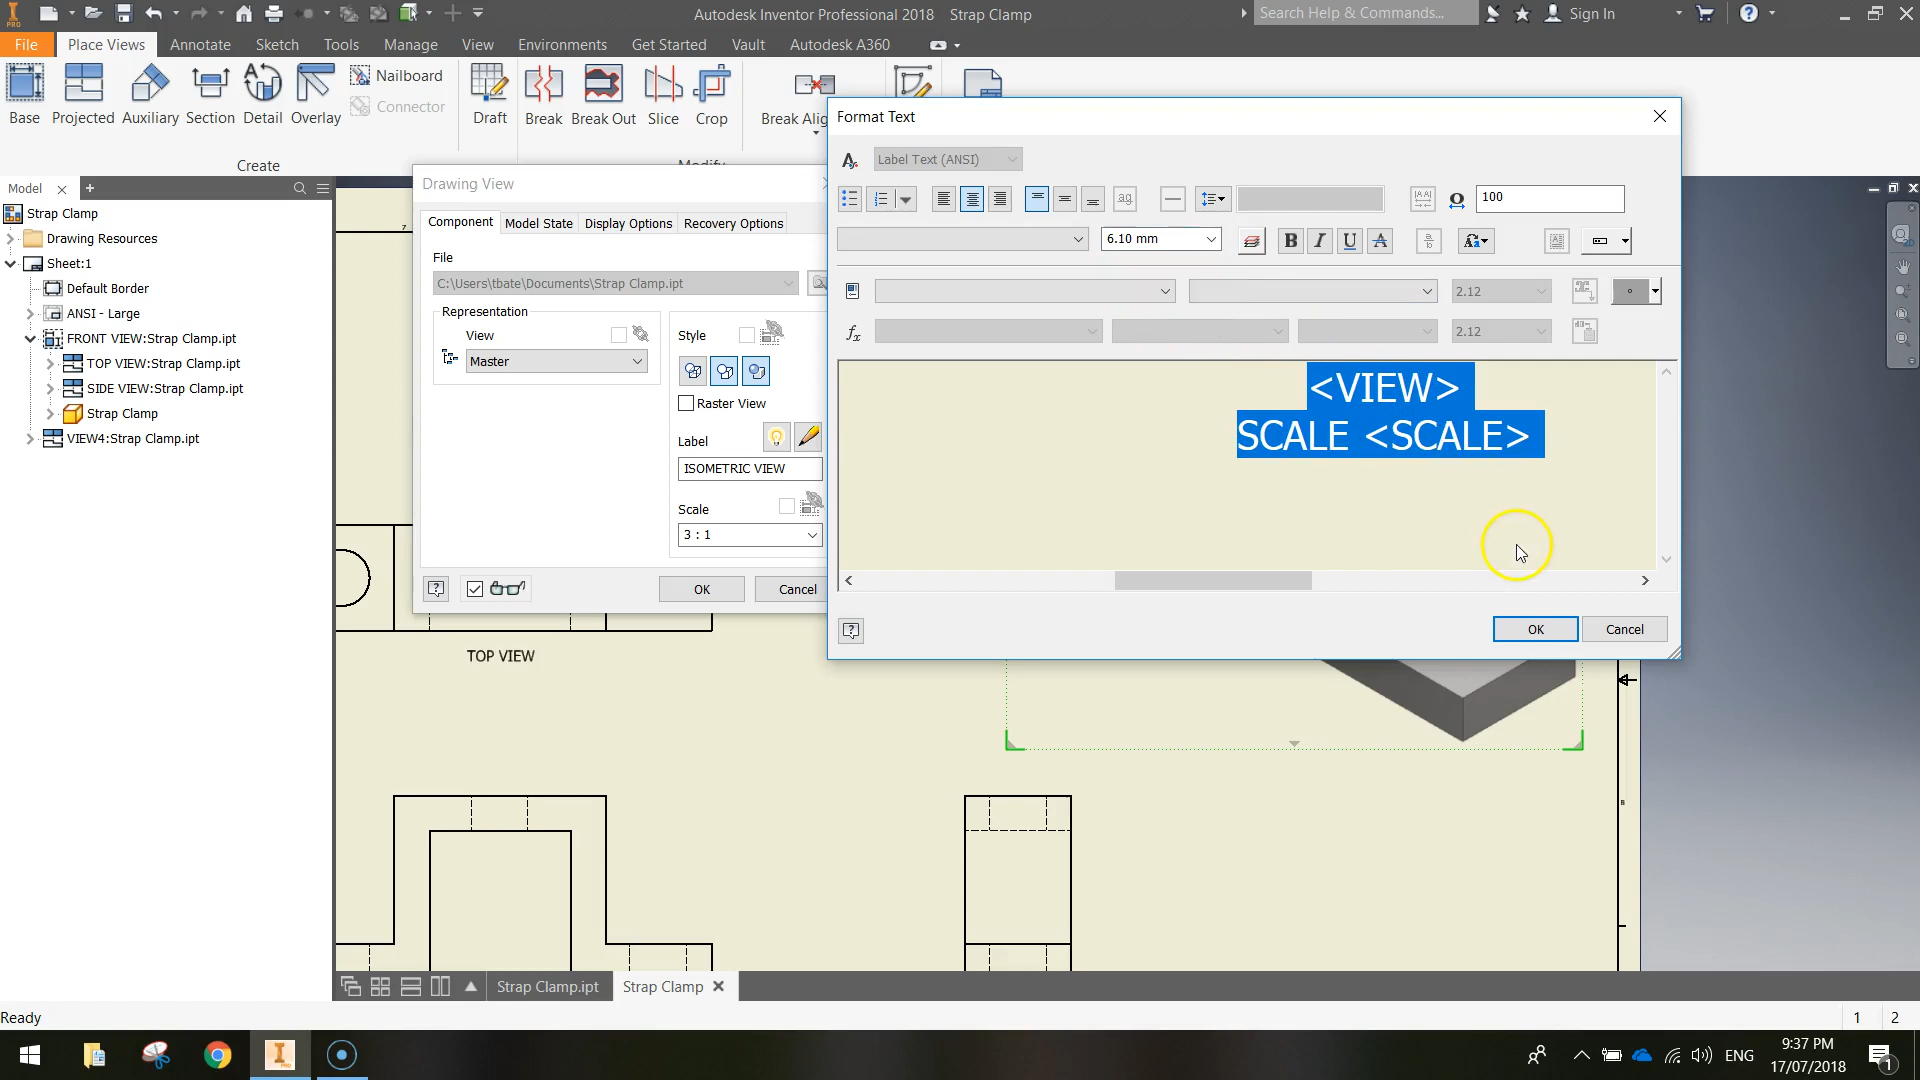 PRO
Autodesk Inventor Professional 2018 Strap Clamp
Search Help & Commands...
Sign In
File
Place Views
Annotate
Sketch
Tools
Manage
View
Environments
Get Started
Vault
Autodesk A360
Base
Projected
Auxiliary
Section
Detail
Overlay
Nailboard
Connector
Draft
Break
Break Out
Slice
Crop
Create
Model
Strap Clamp
Drawing Resources
Sheet:1
Default Border
ANSI - Large
FRONT VIEW:Strap Clamp.ipt
TOP VIEW:Strap Clamp.ipt
SIDE VIEW:Strap Clamp.ipt
Strap Clamp
VIEW4:Strap Clamp.ipt
Drawing View
Component
Model State
Display Options
Recovery Options
File
C:\Users\tbate\Documents\Strap Clamp.ipt
Representation
View
Master
Style
Raster View
Label
ISOMETRIC VIEW
Scale
3 : 1
OK
Cancel
Format Text
Label Text (ANSI)
100
6.10 mm
B I U A
2.12
fx
2.12
<VIEW>
SCALE <SCALE>
OK
Cancel
TOP VIEW
Strap Clamp.ipt
Strap Clamp
Ready
1 2
ENG
9:37 PM
17/07/2018
1